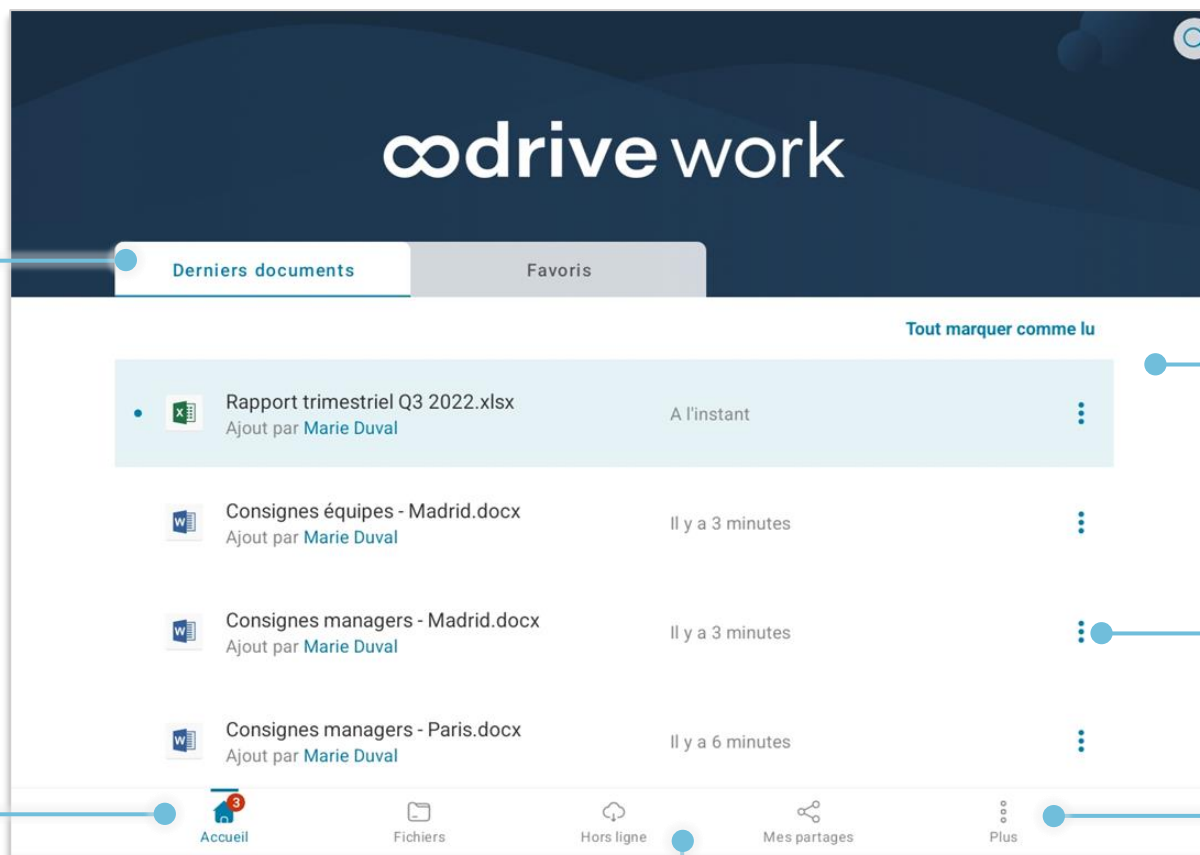 oodrive work
Derniers documents
Favoris
Tout marquer comme lu
Rapport trimestriel Q3 2022.xlsx
Ajout par Marie Duval
A l'instant
Consignes équipes - Madrid.docx
Ajout par Marie Duval
Il y a 3 minutes
Consignes managers - Madrid.docx
Ajout par Marie Duval
Il y a 3 minutes
Consignes managers - Paris.docx
Ajout par Marie Duval
Il y a 6 minutes
3
Accueil
Fichiers
Hors ligne
Mes partages
Plus